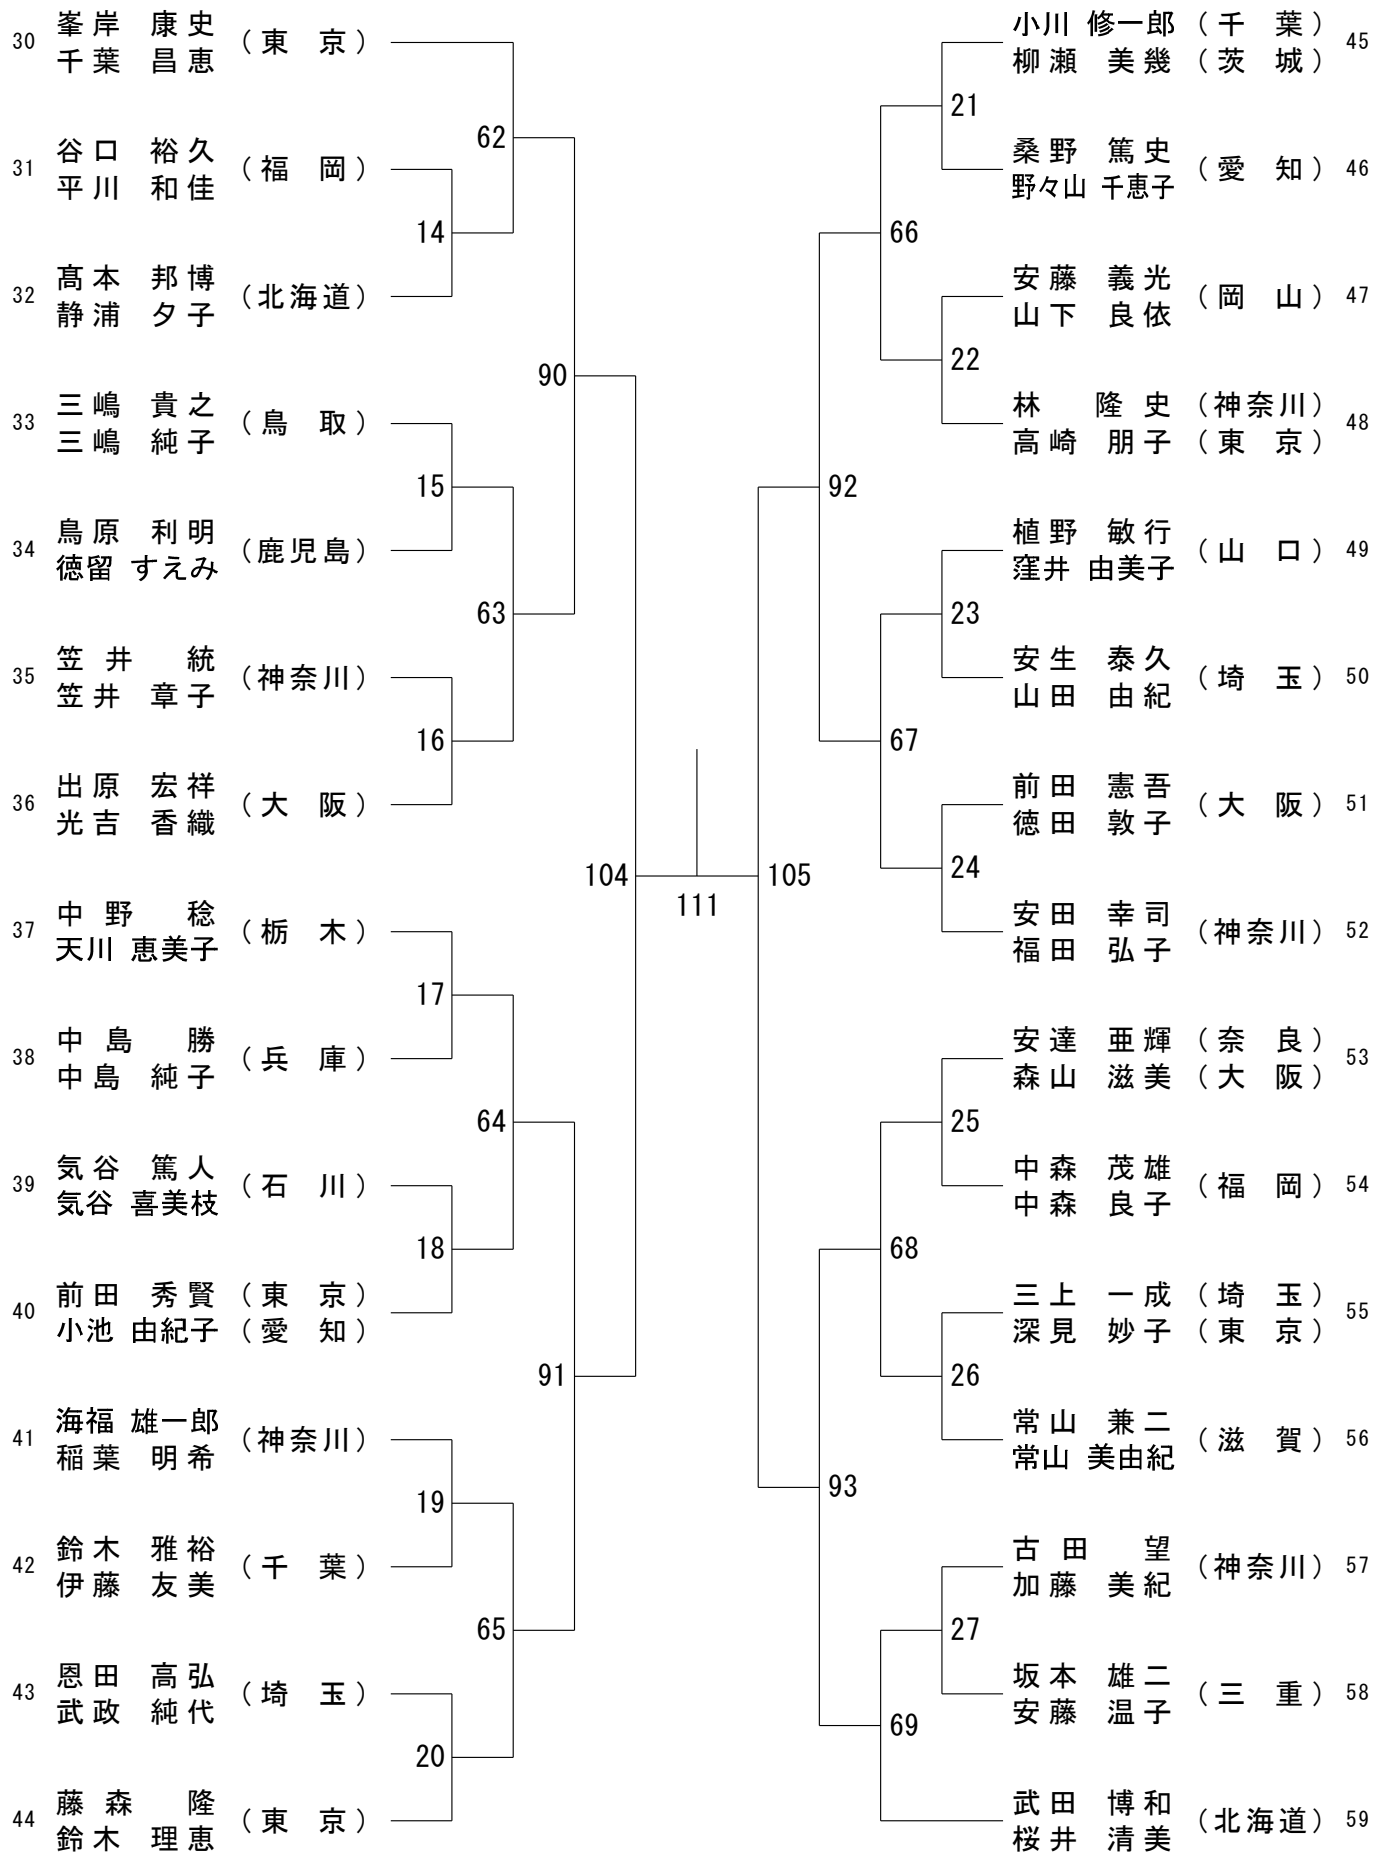 30 峯岸 康史 (東 京)
千葉 昌恵
62
31 谷口 裕久 (福 岡)
平川 和佳
14
32 髙本 邦博 (北海道)
静浦 夕子
90
33 三嶋 貴之 (鳥 取)
三嶋 純子
15
34 鳥原 利明 (鹿児島)
徳留 すえみ
63
35 笠井 統 (神奈川)
笠井 章子
16
36 出原 宏祥 (大 阪)
光吉 香織
104
37 中野 稔 (栃 木)
天川 恵美子
17
38 中島 勝 (兵 庫)
中島 純子
64
39 気谷 篤人 (石 川)
気谷 喜美枝
18
40 前田 秀賢 (東 京)
小池 由紀子 (愛 知)
91
41 海福 雄一郎 (神奈川)
稲葉 明希
19
42 鈴木 雅裕 (千 葉)
伊藤 友美
65
43 恩田 高弘 (埼 玉)
武政 純代
20
44 藤森 隆 (東 京)
鈴木 理恵
111
小川 修一郎 (千 葉) 45
柳瀬 美幾 (茨 城)
21
桑野 篤史 (愛 知) 46
野々山 千恵子
66
安藤 義光 (岡 山) 47
山下 良依
22
林 隆史 (神奈川) 48
高崎 朋子 (東 京)
92
植野 敏行 (山 口) 49
窪井 由美子
23
安生 泰久 (埼 玉) 50
山田 由紀
67
前田 憲吾 (大 阪) 51
徳田 敦子
24
105
安田 幸司 (神奈川) 52
福田 弘子
安達 亜輝 (奈 良) 53
森山 滋美 (大 阪)
25
中森 茂雄 (福 岡) 54
中森 良子
68
三上 一成 (埼 玉) 55
深見 妙子 (東 京)
26
常山 兼二 (滋 賀) 56
常山 美由紀
93
古田 望 (神奈川) 57
加藤 美紀
27
坂本 雄二 (三 重) 58
安藤 温子
69
武田 博和 (北海道) 59
桜井 清美